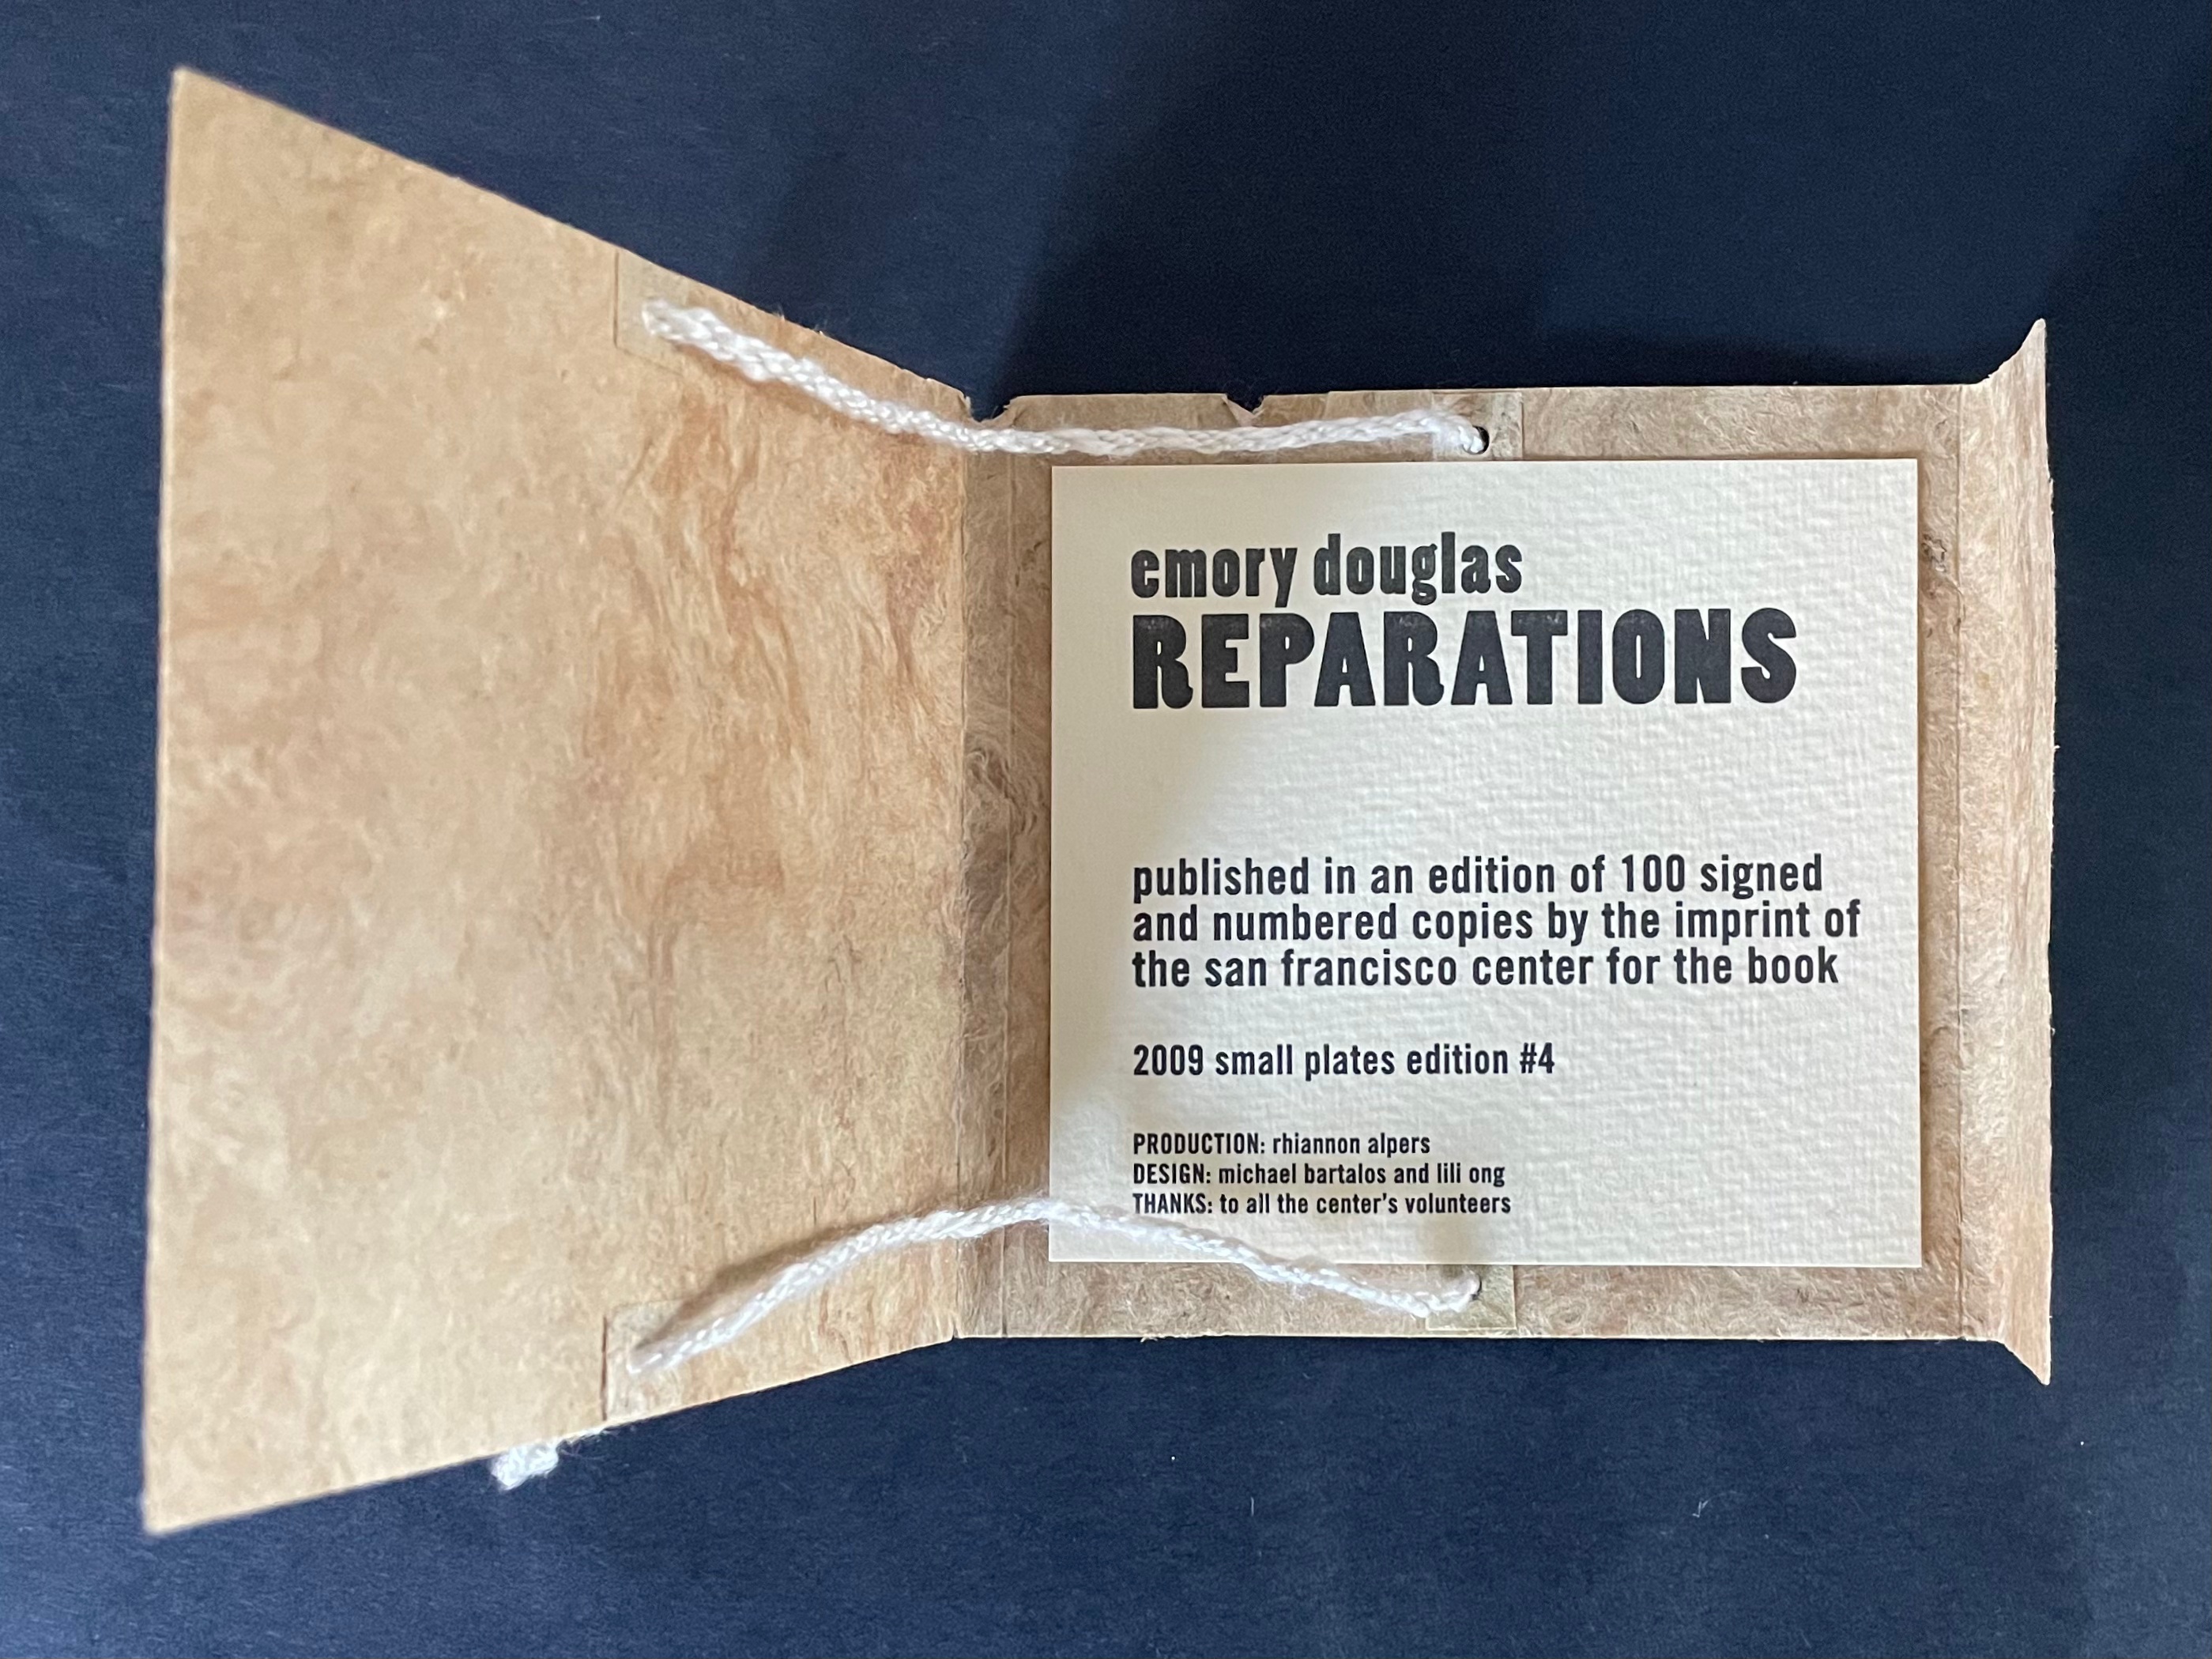 emory douglas
REPARATIONS
published in an edition of 100 signed
and numbered copies by the imprint of
the san francisco center for the book
2009 small plates edition #4
PRODUCTION: rhiannon alpers
DESIGN: michael bartalos and lili ong
THANKS: to all the center's volunteers